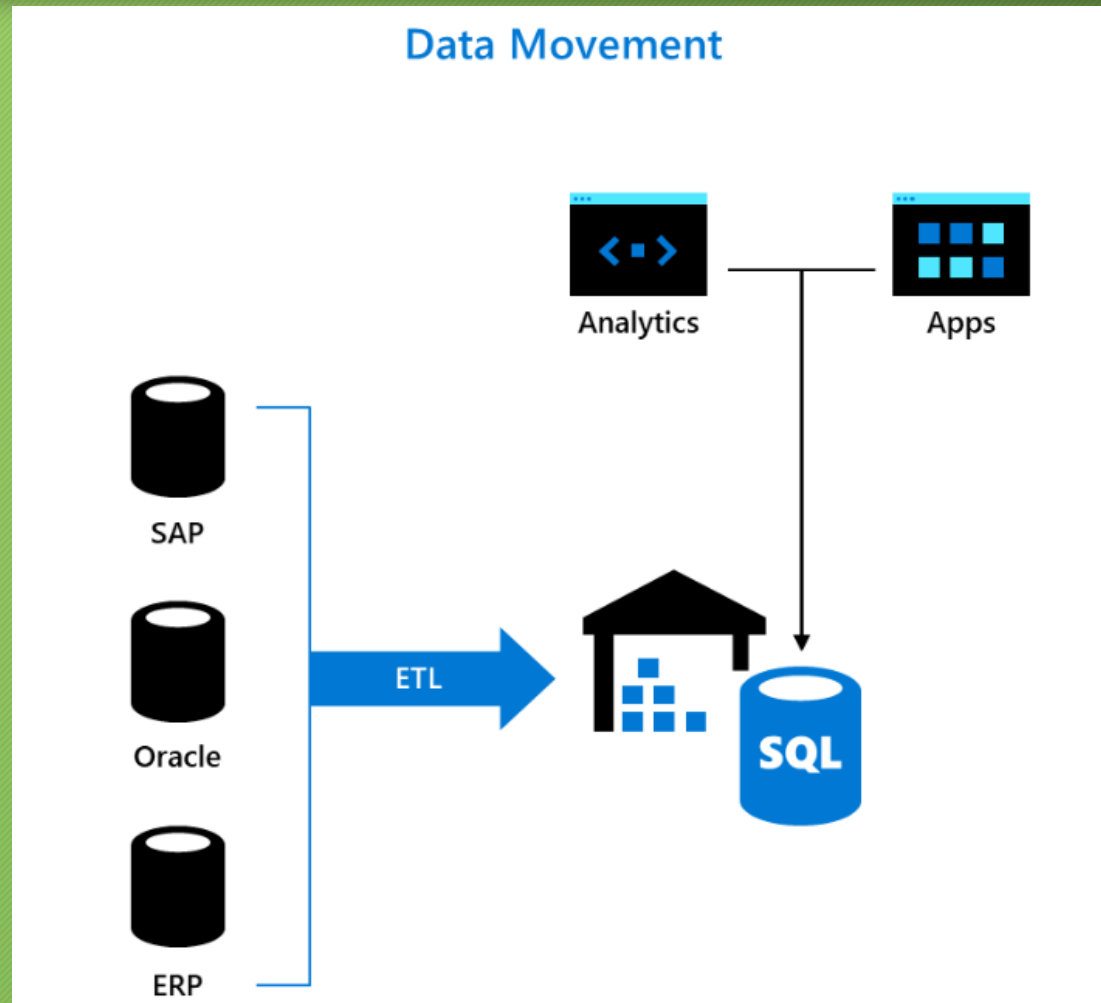 Data Movement
Analytics
Apps
SAP
Oracle
ERP
ETL
SQL